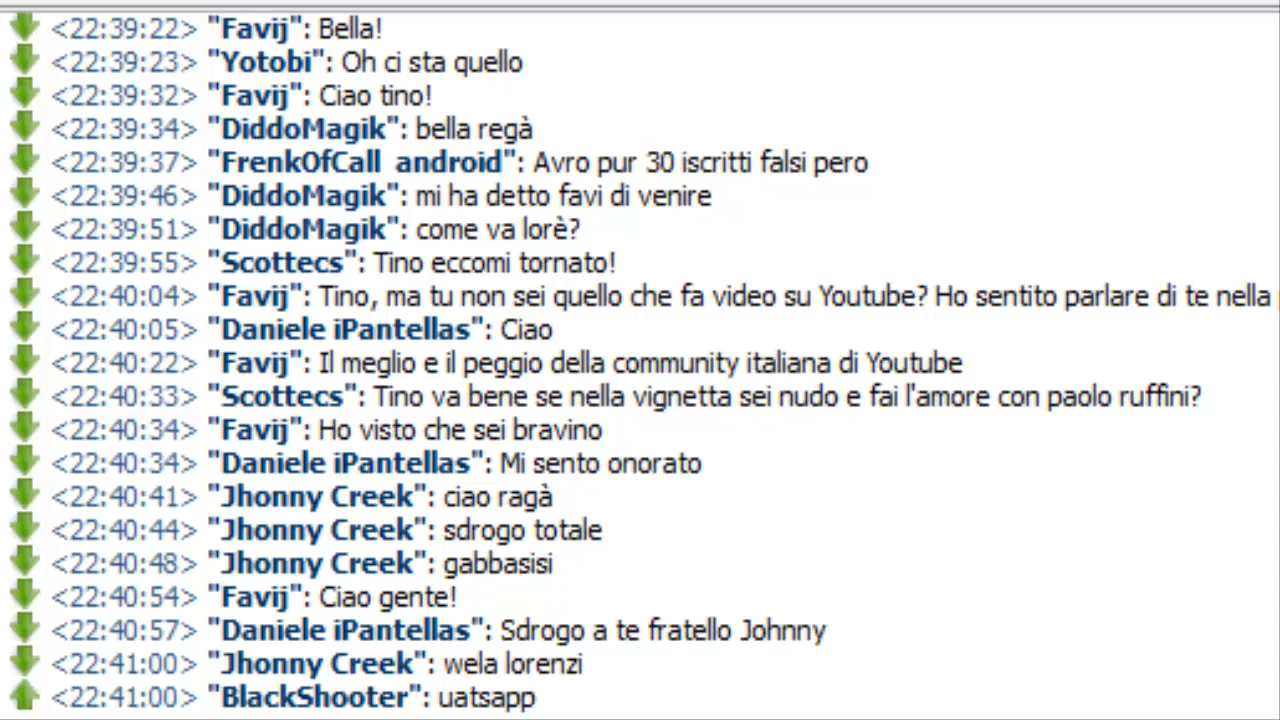 <22:39:22> "Favij": Bella!
<22:39:23> "Yotobi": Oh ci sta quello
<22:39:32> "Favij": Ciao tino!
<22:39:34> "DiddoMagik": bella regà
<22:39:37> "FrenkOfCall android": Avro pur 30 iscritti falsi pero
<22:39:46> "DiddoMagik": mi ha detto favi di venire
<22:39:51> "DiddoMagik": come va lorè?
<22:39:55> "Scottecs": Tino eccomi tornato!
<22:40:04> "Favij": Tino, ma tu non sei quello che fa video su Youtube? Ho sentito parlare di te nella
<22:40:05> "Daniele iPantellas": Ciao
<22:40:22> "Favij": Il meglio e il peggio della community italiana di Youtube
<22:40:33> "Scottecs": Tino va bene se nella vignetta sei nudo e fai l'amore con paolo ruffini?
<22:40:34> "Favij": Ho visto che sei bravino
<22:40:34> "Daniele iPantellas": Mi sento onorato
<22:40:41> "Jhonny Creek": ciao ragà
<22:40:44> "Jhonny Creek": sdrogo totale
<22:40:48> "Jhonny Creek": gabbasisi
<22:40:54> "Favij": Ciao gente!
<22:40:57> "Daniele iPantellas": Sdrogo a te fratello Johnny
<22:41:00> "Jhonny Creek": wela lorenzi
<22:41:00> "BlackShooter": uatsapp